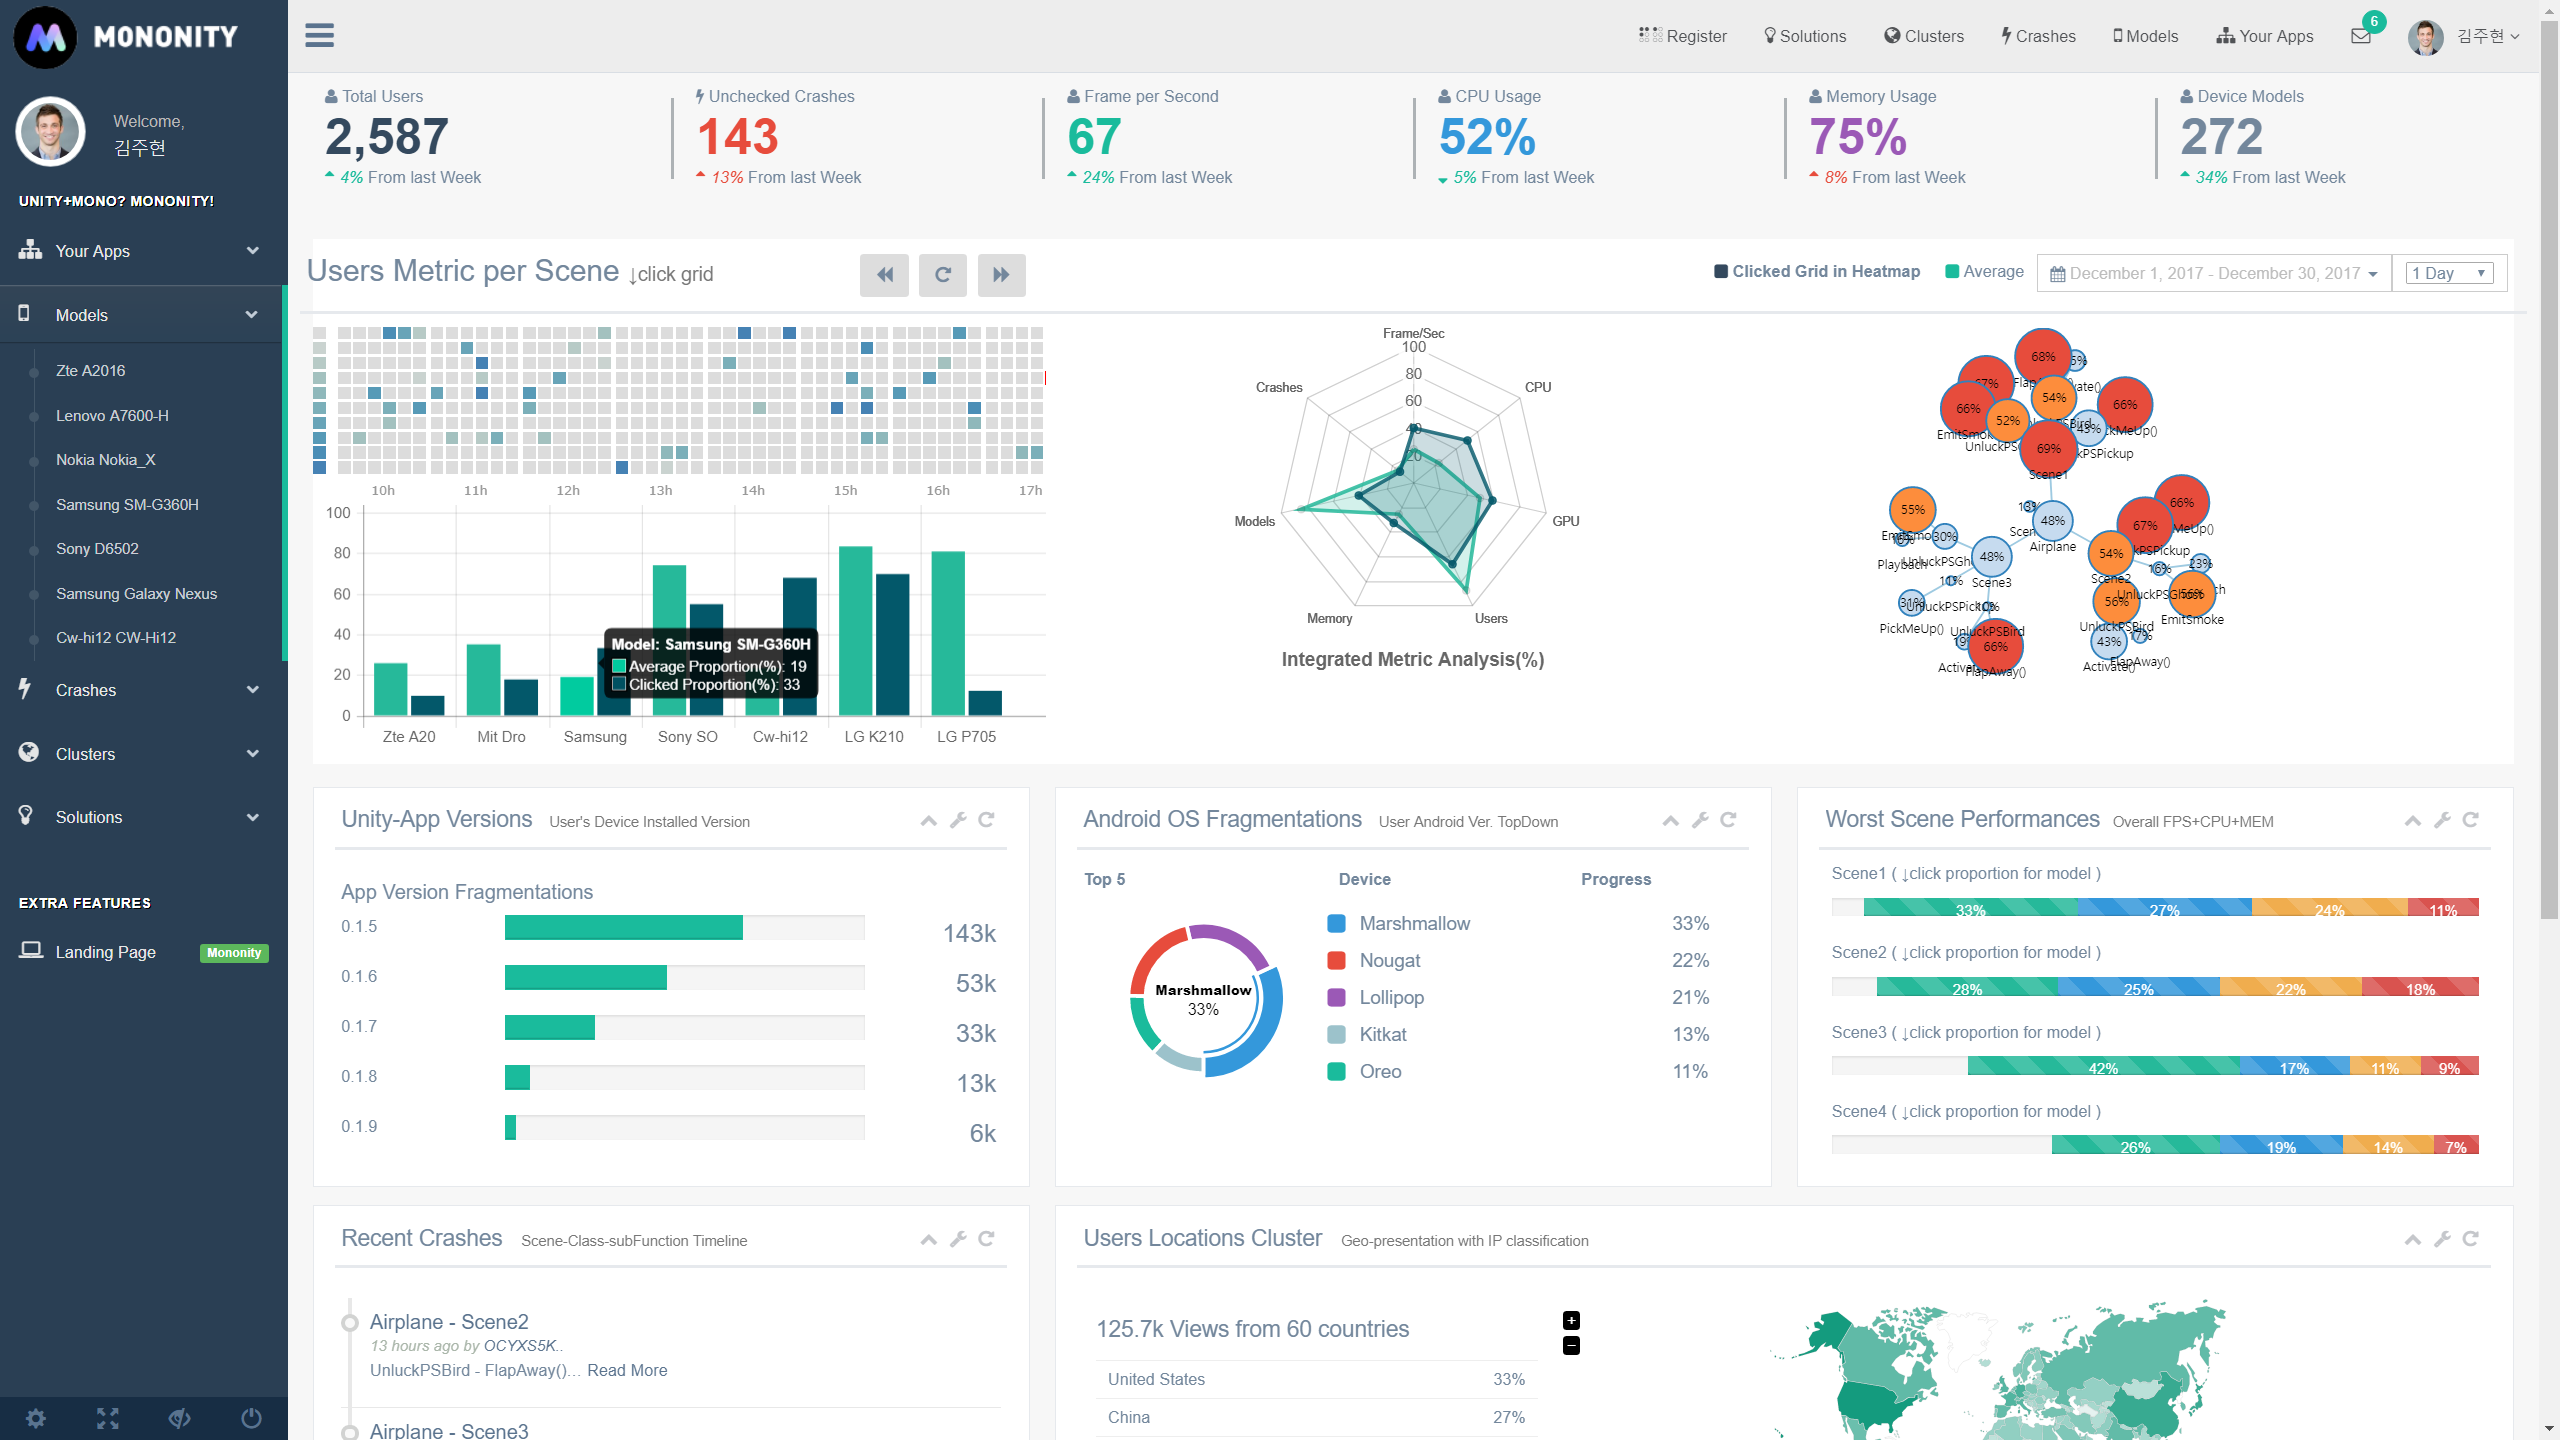 MONONITY
Register
Solutions
Clusters
Crashes
Models
Your Apps
6
김주현
Welcome,
김주현
UNITY+MONO? MONONITY!
Your Apps
Models
Zte A2016
Lenovo A7600-H
Nokia Nokia_X
Samsung SM-G360H
Sony D6502
Samsung Galaxy Nexus
Cw-hi12 CW-Hi12
Crashes
Clusters
Solutions
EXTRA FEATURES
Landing Page
Mononity
Total Users
2,587
4% From last Week
Unchecked Crashes
143
13% From last Week
Frame per Second
67
24% From last Week
CPU Usage
52%
5% From last Week
Memory Usage
75%
8% From last Week
Device Models
272
34% From last Week
Users Metric per Scene ↓click grid
Clicked Grid in Heatmap
Average
December 1, 2017 - December 30, 2017
1 Day
10h 11h 12h 13h 14h 15h 16h 17h
100
80
60
40
20
0
Model: Samsung SM-G360H
Average Proportion(%): 19
Clicked Proportion(%): 33
Zte A20 Mit Dro Samsung Sony SO Cw-hi12 LG K210 LG P705
Frame/Sec
100
80
60
40
20
Crashes
CPU
Models
GPU
Memory
Users
Integrated Metric Analysis(%)
68%
67%
66%
54%
66%
52%
43%
EmitSmoke
69%
Scene1
13%
66%
55%
48%
67%
Airplane
30%
48%
54%
Playback
Scene3
Scene2
16%
23%
11%
31%
UnluckPSPickup
10%
56%
UnluckPSGhost
56%
EmitSmoke
PickMeUp()
UnluckPSBird
UnluckPSBird
19%
66%
43%
17%
FlapAway()
Activate()
FlapAway()
Unity-App Versions User's Device Installed Version
App Version Fragmentations
0.1.5 143k
0.1.6 53k
0.1.7 33k
0.1.8 13k
0.1.9 6k
Android OS Fragmentations User Android Ver. TopDown
Top 5 Device Progress
Marshmallow
33%
Marshmallow 33%
Nougat 22%
Lollipop 21%
Kitkat 13%
Oreo 11%
Worst Scene Performances Overall FPS+CPU+MEM
Scene1 ( ↓click proportion for model )
33% 27% 24% 11%
Scene2 ( ↓click proportion for model )
28% 25% 22% 18%
Scene3 ( ↓click proportion for model )
42% 17% 11% 9%
Scene4 ( ↓click proportion for model )
26% 19% 14% 7%
Recent Crashes Scene-Class-subFunction Timeline
Airplane - Scene2
13 hours ago by OCYXS5K..
UnluckPSBird - FlapAway()... Read More
Airplane - Scene3
Users Locations Cluster Geo-presentation with IP classification
125.7k Views from 60 countries
United States 33%
China 27%
+
−